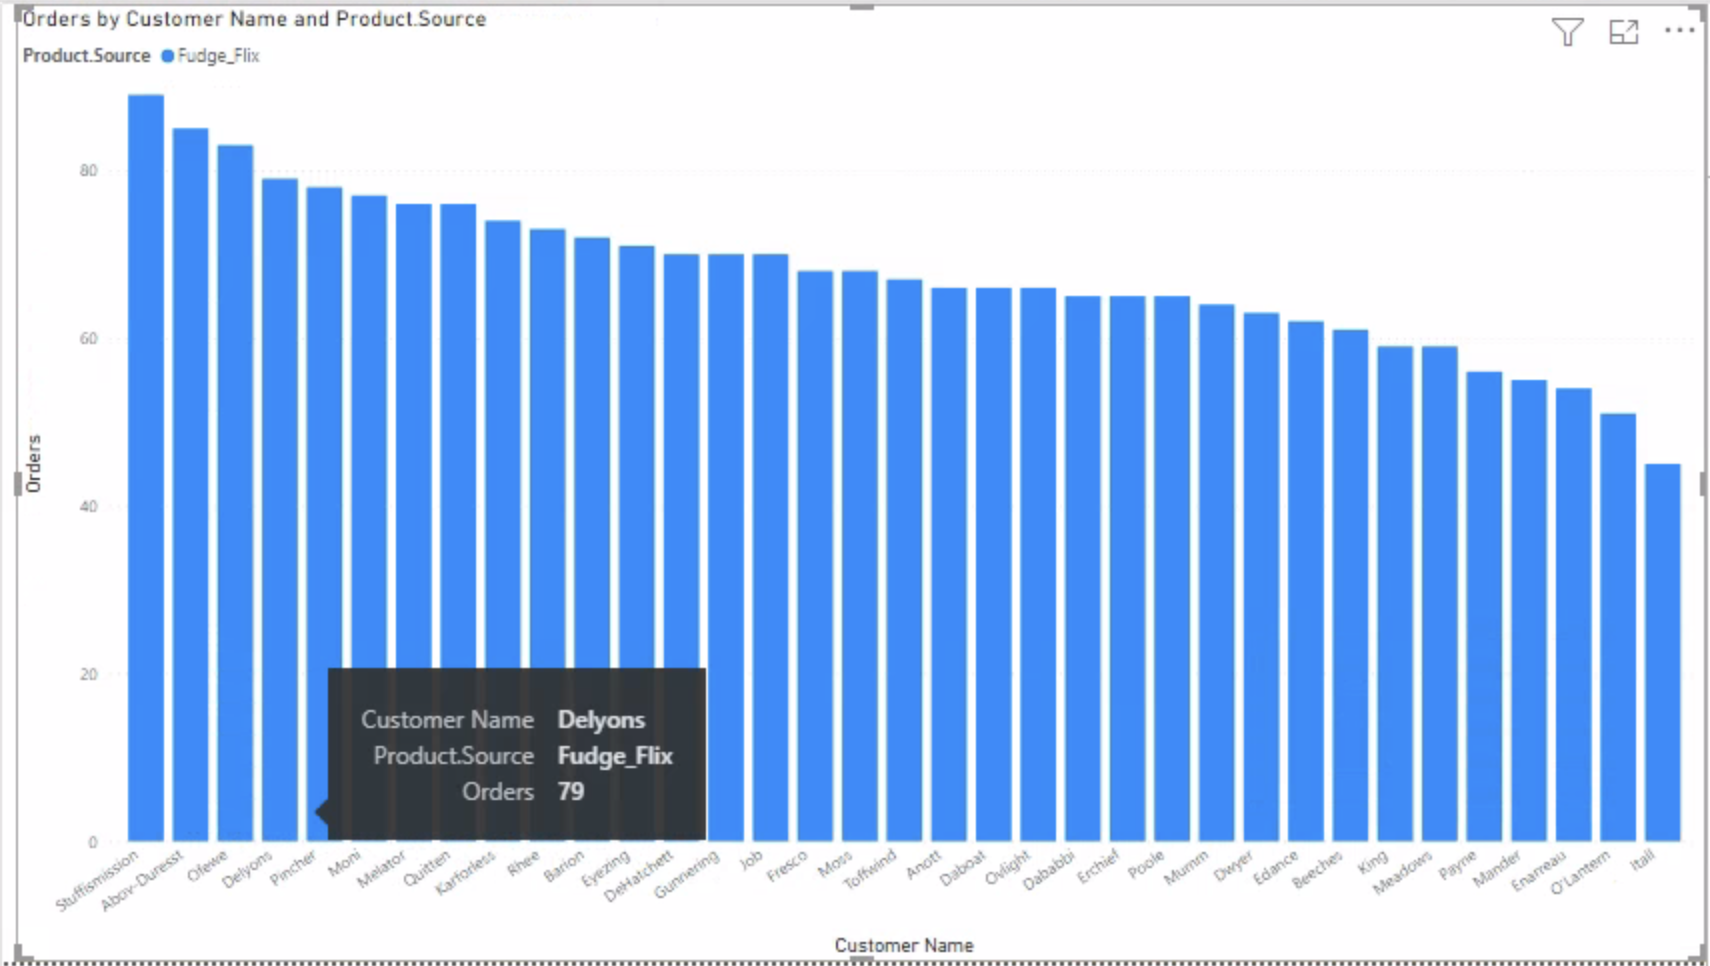 Orders by Customer Name and Product.Source
Product.Source Fudge_Flix
80
60
40
20
0
Orders
Customer Name Delyons
Product.Source Fudge_Flix
Orders 79
Stuffismission Abov-Duresst Ofewe Delyons Pincher Moni Melator Quitten Karforless Rhee Barion Eyezing DeHatchett Gunnering Job Fresco Moss Toffwind Anott Daboat Ovlight Dababbi Erchief Poole Mumn Dwyer Edance Beeches King Meadows Payne Mander Enarreau O'Lantern Itall
Customer Name